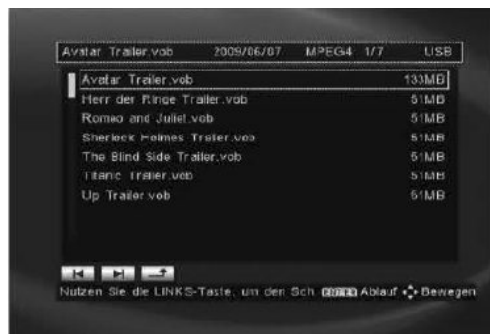 Avatar Trailer.vob 2009/06/07 MPEG4 1/7 USB
Avatar Trailer.vob 133MB
Herr der Ringe Trailer.vob 51MB
Romeo and Juliet.vob 51MB
Sherlock Holmes Trailer.vob 51MB
The Blind Side Trailer.vob 51MB
Titanic Trailer.vob 51MB
Up Trailer.vob 51MB
Nutzen Sie die LINKS-Taste, um den Sch ENTER Ablauf Bewegen